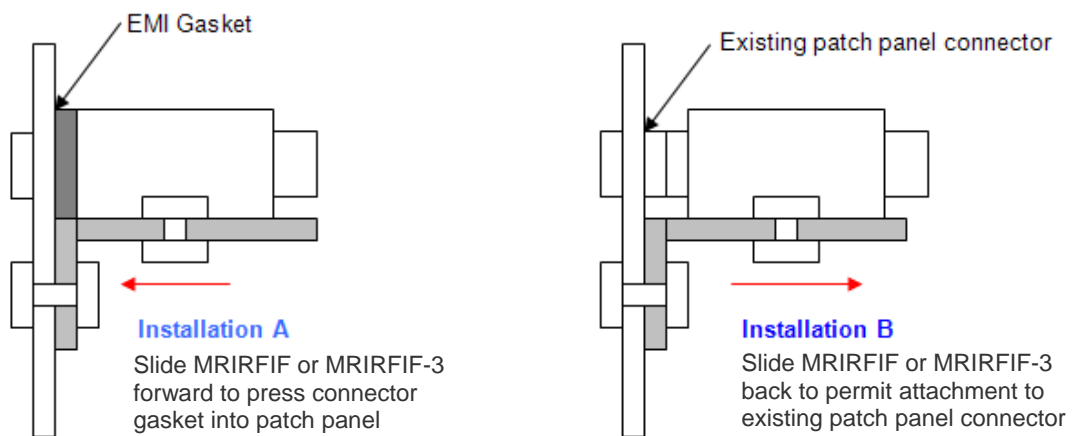 EMI Gasket
Installation A
Slide MRIRFIF or MRIRFIF-3
forward to press connector
gasket into patch panel
Existing patch panel connector
Installation B
Slide MRIRFIF or MRIRFIF-3
back to permit attachment to
existing patch panel connector